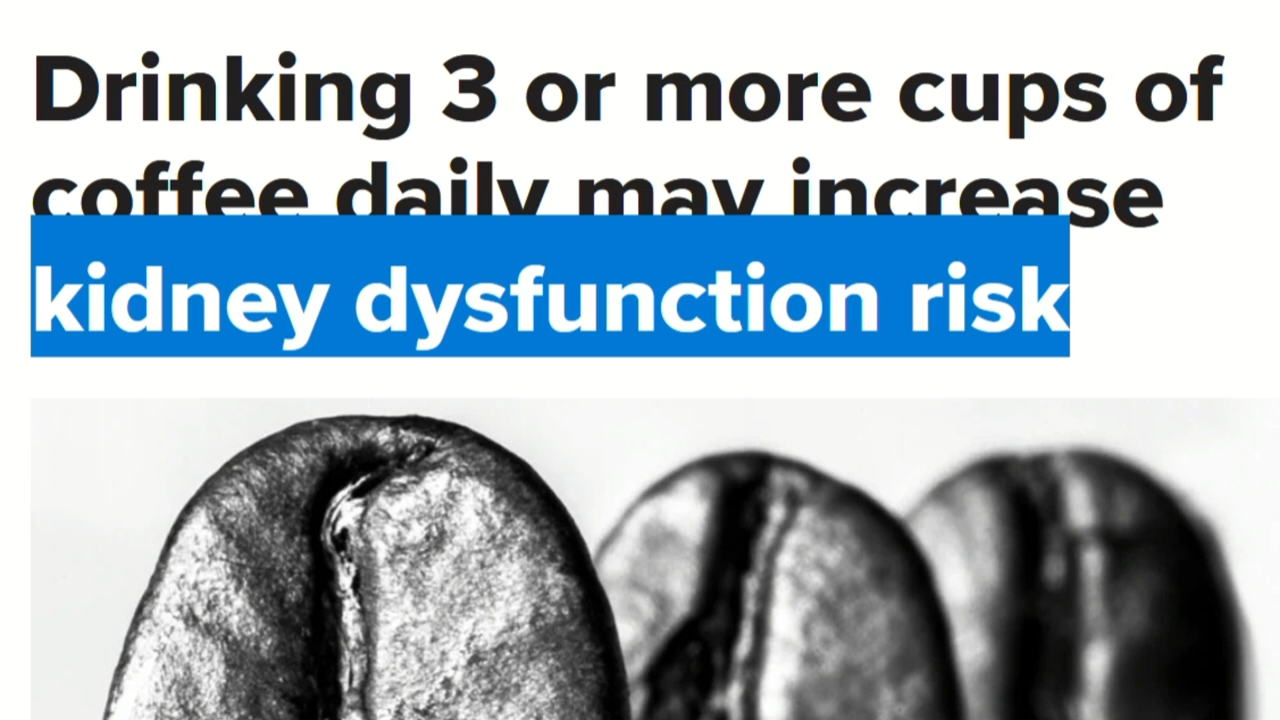 Drinking 3 or more cups of
coffee daily may increase
kidney dysfunction risk